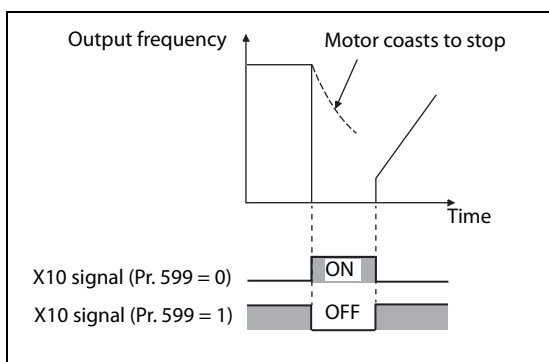 Output frequency
Motor coasts to stop
Time
X10 signal (Pr. 599 = 0)
ON
X10 signal (Pr. 599 = 1)
OFF